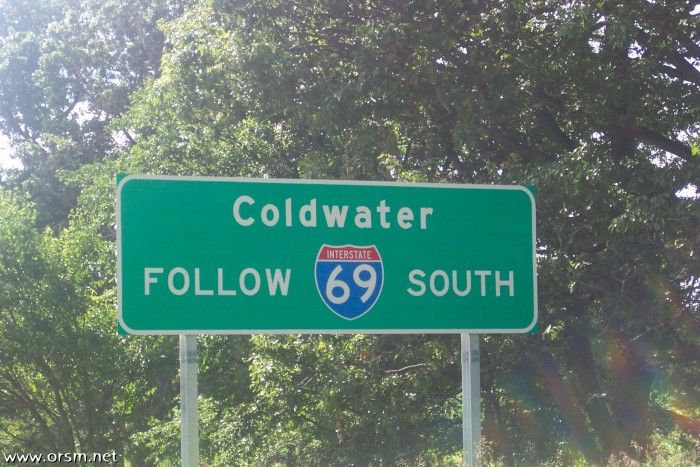 Coldwater
FOLLOW INTERSTATE 69 SOUTH
www.orsm.net